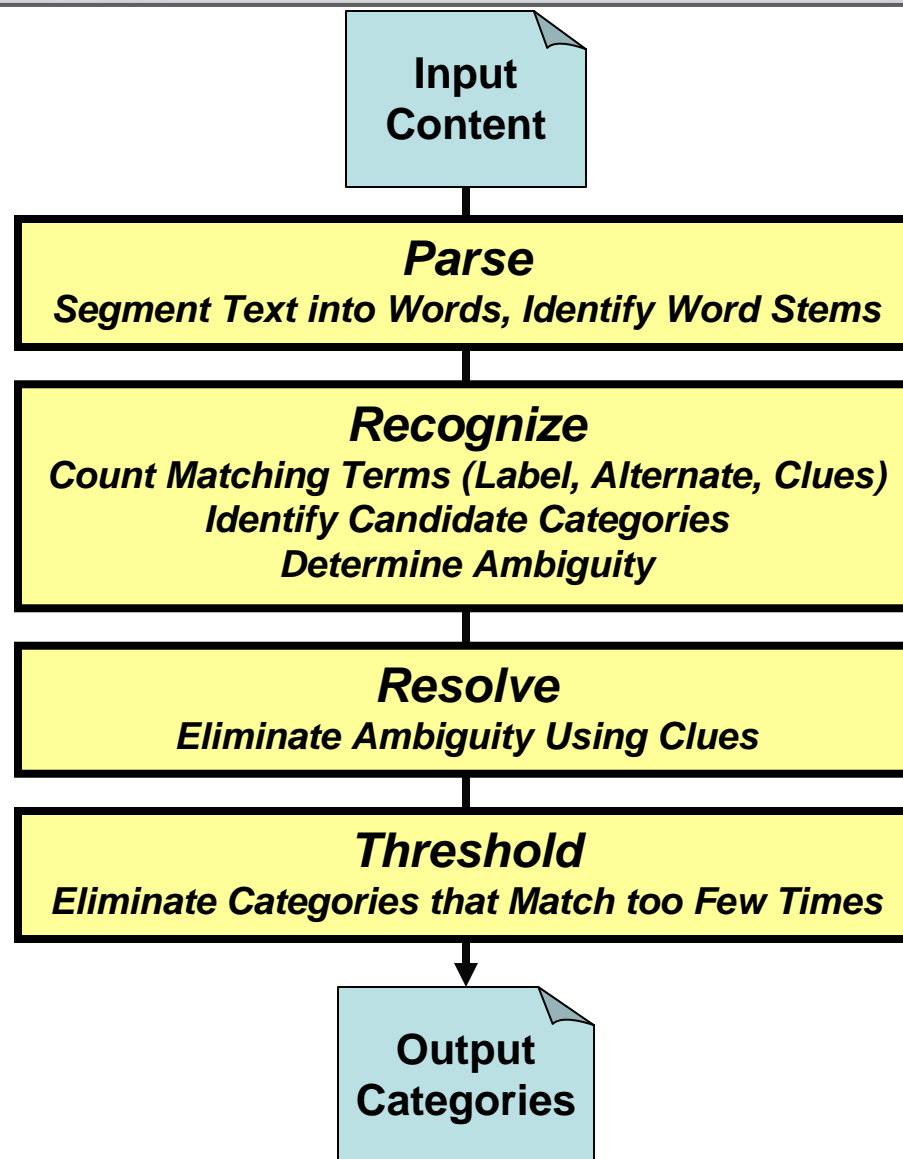 Input
Content
Parse
Segment Text into Words, Identify Word Stems
Recognize
Count Matching Terms (Label, Alternate, Clues)
Identify Candidate Categories
Determine Ambiguity
Resolve
Eliminate Ambiguity Using Clues
Threshold
Eliminate Categories that Match too Few Times
Output
Categories